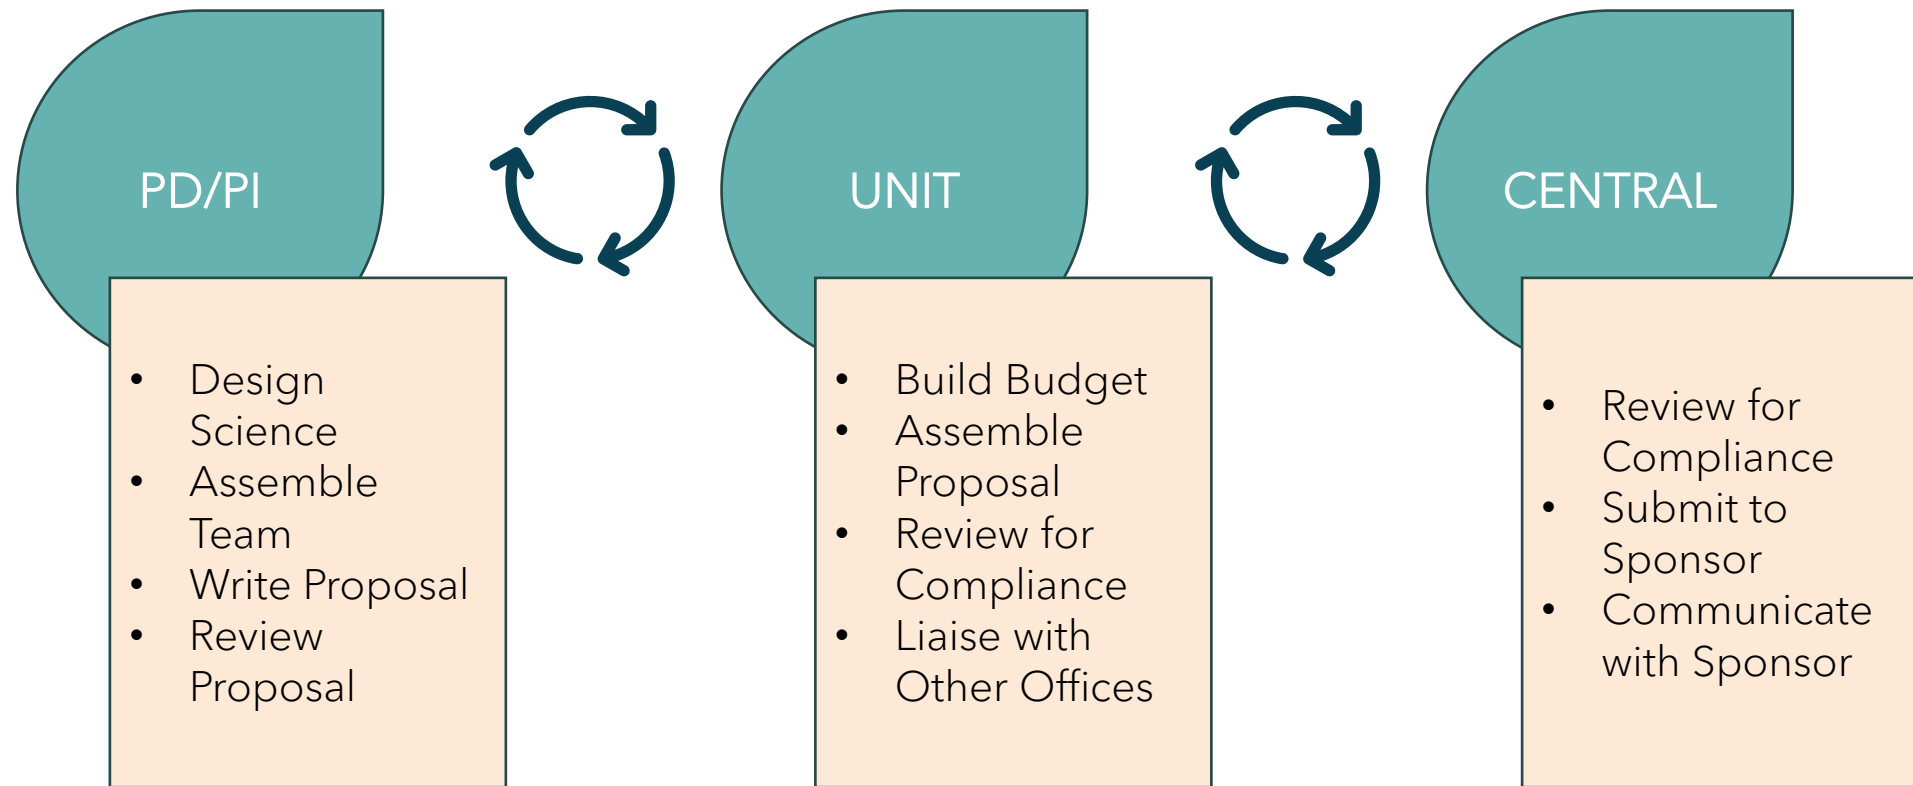 PD/PI
• Design
Science
• Assemble
Team
• Write Proposal
• Review
Proposal
UNIT
• Build Budget
• Assemble
Proposal
• Review for
Compliance
• Liaise with
Other Offices
CENTRAL
• Review for
Compliance
• Submit to
Sponsor
• Communicate
with Sponsor